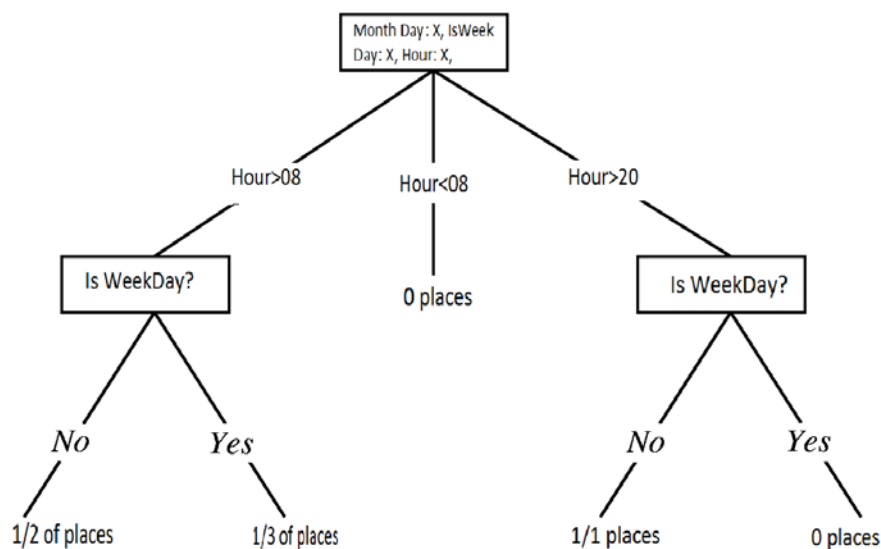 Month Day: X, IsWeek
Day: X, Hour: X,
Hour>08
Hour<08
Hour>20
Is WeekDay?
0 places
Is WeekDay?
No
Yes
No
Yes
1/2 of places
1/3 of places
1/1 places
0 places